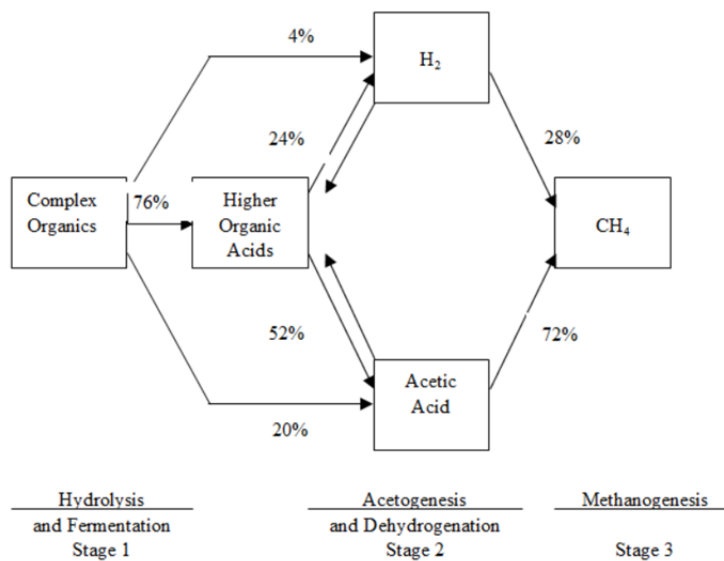 4%
H₂
24%
28%
Complex
Organics
76%
Higher
Organic
Acids
CH₄
52%
72%
Acetic
Acid
20%
Hydrolysis
and Fermentation
Stage 1
Acetogenesis
and Dehydrogenation
Stage 2
Methanogenesis
Stage 3